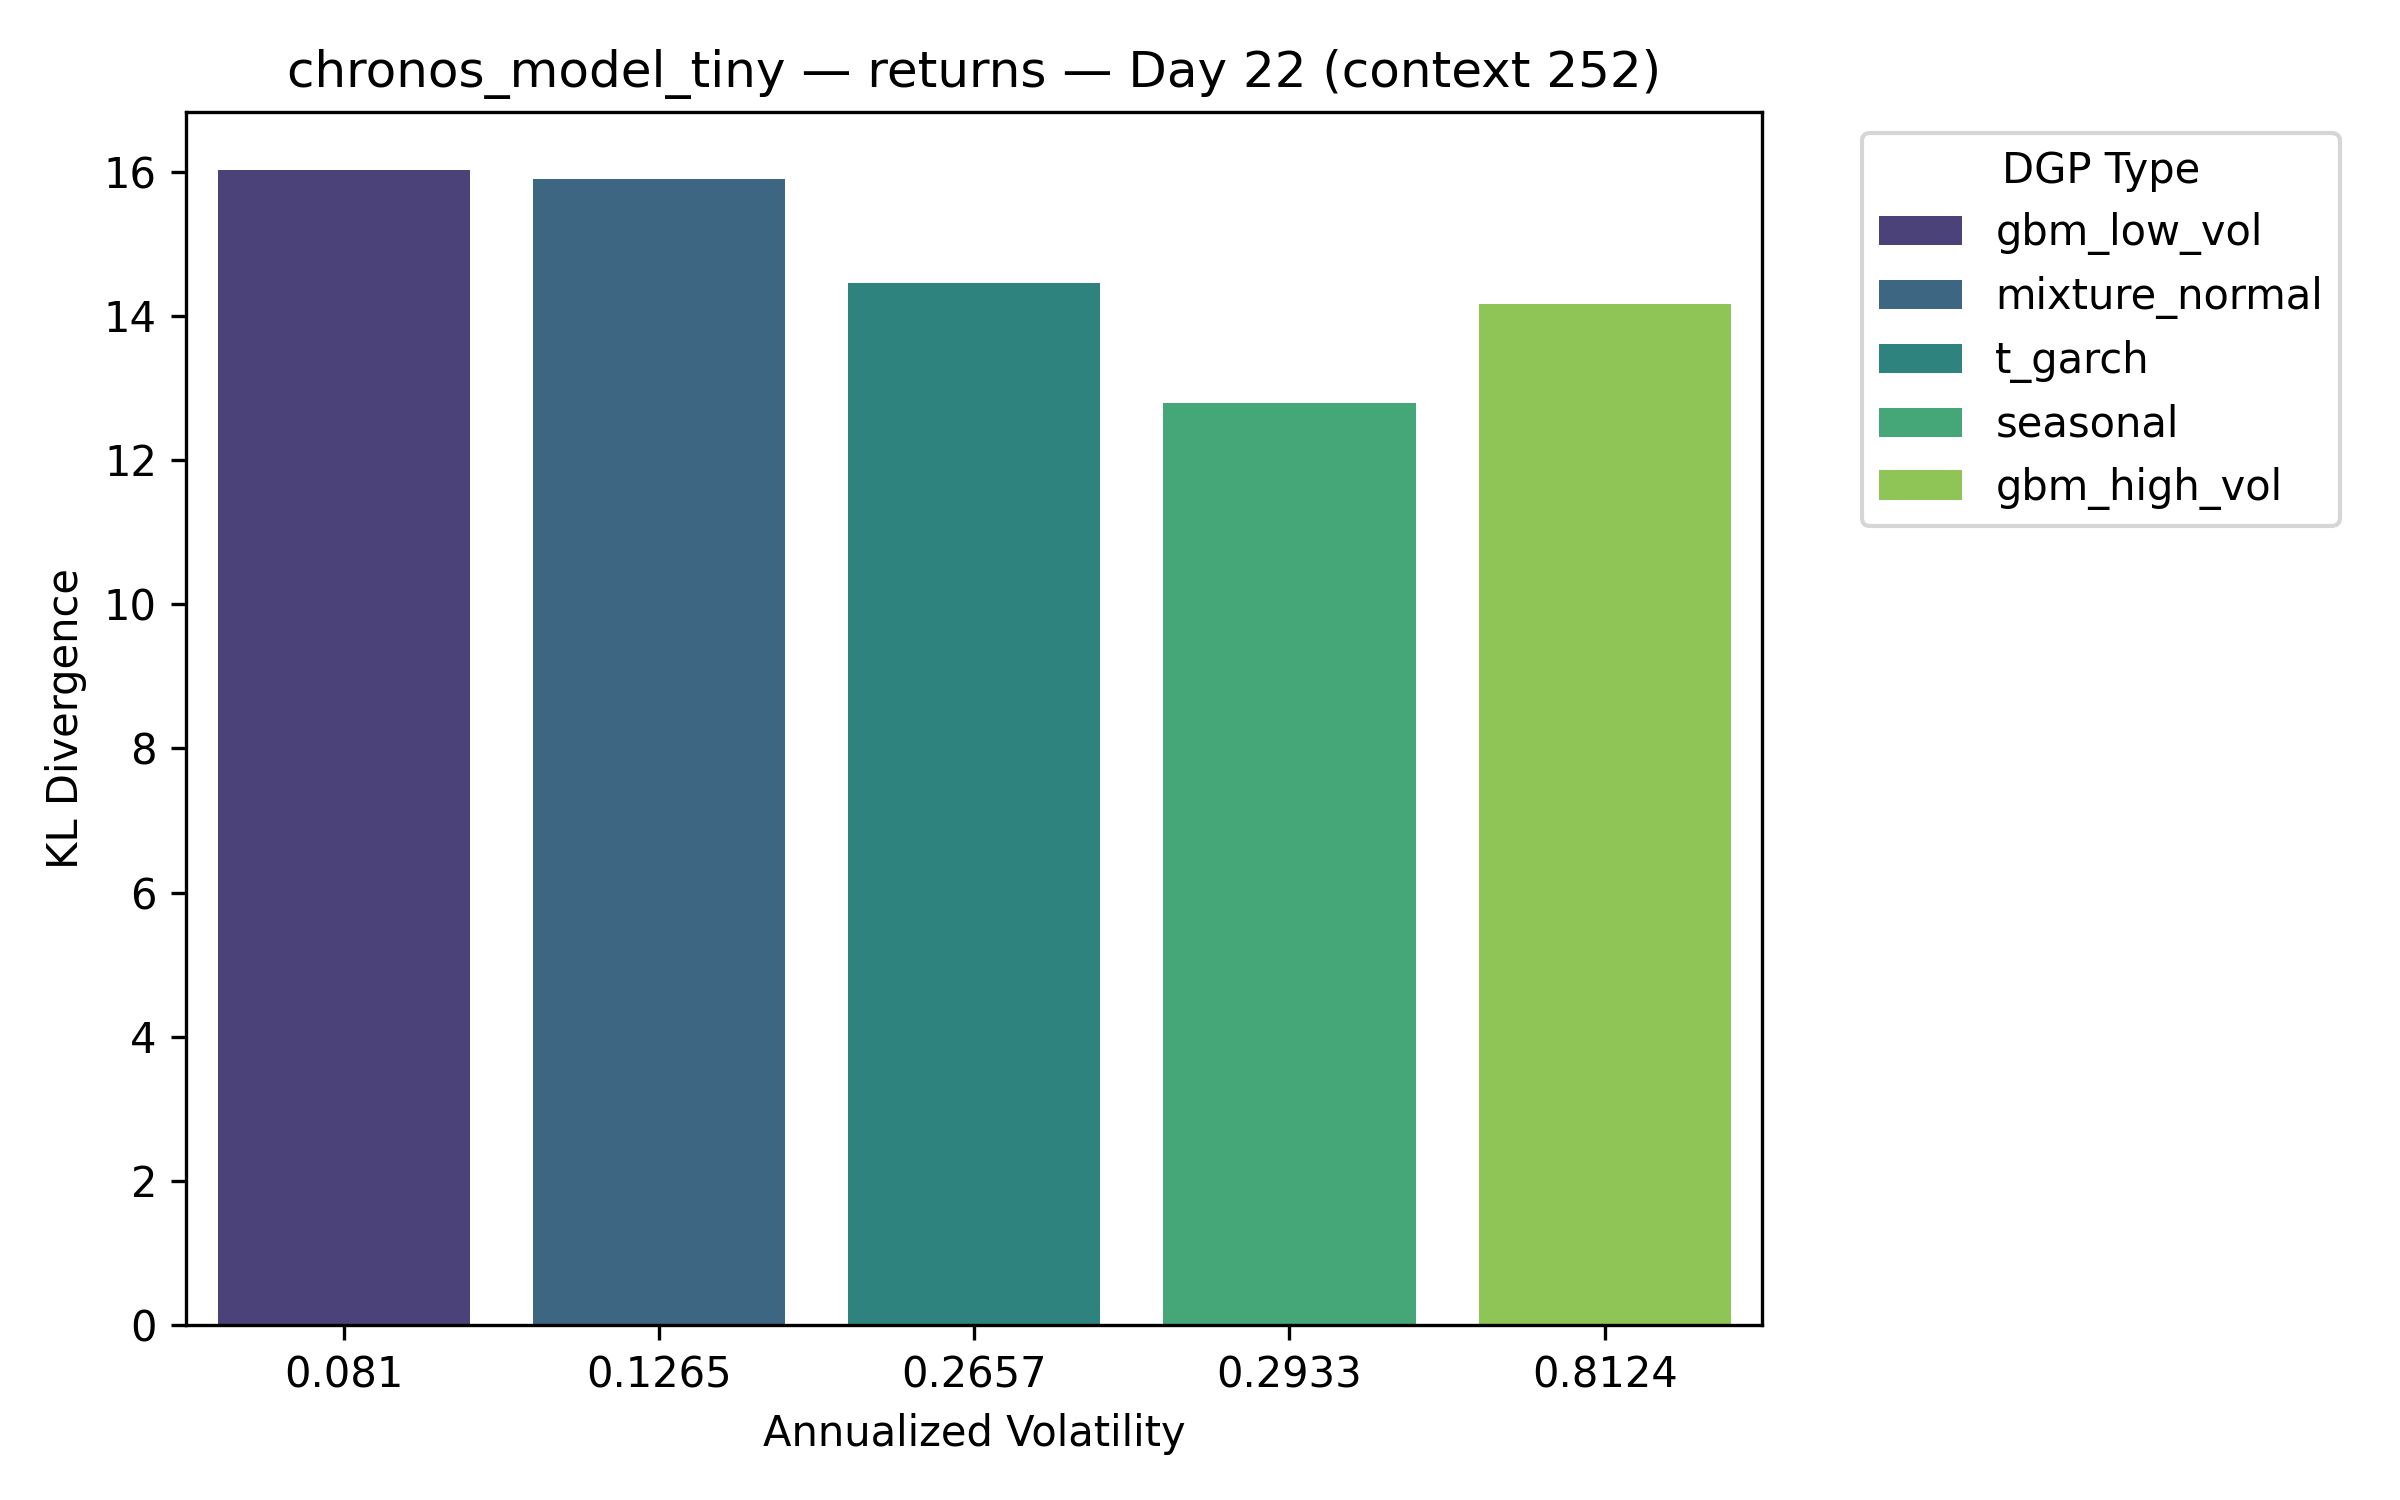 chronos_model_tiny — returns — Day 22 (context 252)
KL Divergence
16
14
12
10
8
6
4
2
0
0.081 0.1265 0.2657 0.2933 0.8124
Annualized Volatility
DGP Type
gbm_low_vol
mixture_normal
t_garch
seasonal
gbm_high_vol